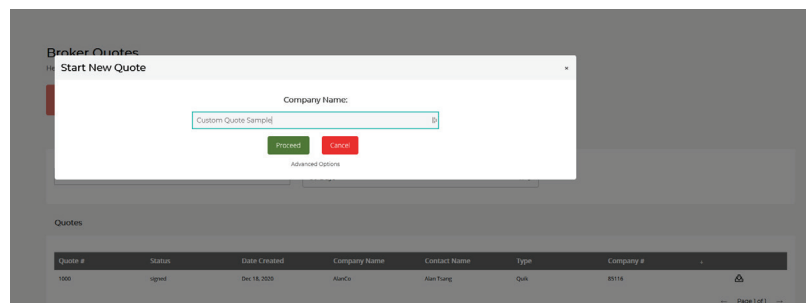 Broker Quotes
He
Start New Quote
×
Company Name:
Custom Quote Sample
Proceed Cancel
Advanced Options
Quotes
Quote # Status Date Created Company Name Contact Name Type Company #
1000 signed Dec 18, 2020 AlanCo Alan Tsang Quik 85116
← Page 1 of 1 →